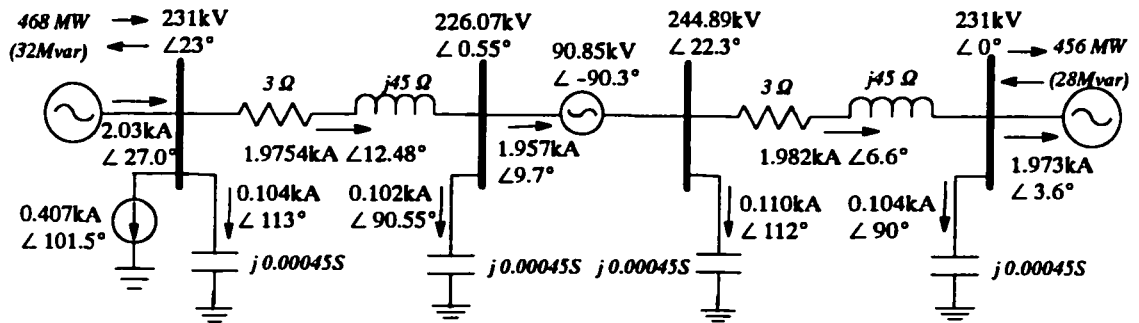 468 MW
(32Mvar)
231kV
∠23°
226.07kV
∠ 0.55°
90.85kV
∠ -90.3°
244.89kV
∠ 22.3°
231kV
∠ 0°
456 MW
(28Mvar)
3 Ω
j45 Ω
3 Ω
j45 Ω
2.03kA
∠ 27.0°
1.9754kA ∠12.48°
1.957kA
∠9.7°
1.982kA ∠6.6°
1.973kA
∠ 3.6°
0.407kA
∠ 101.5°
0.104kA
∠ 113°
0.102kA
∠ 90.55°
0.110kA
∠ 112°
0.104kA
∠ 90°
j 0.00045S
j 0.00045S
j 0.00045S
j 0.00045S